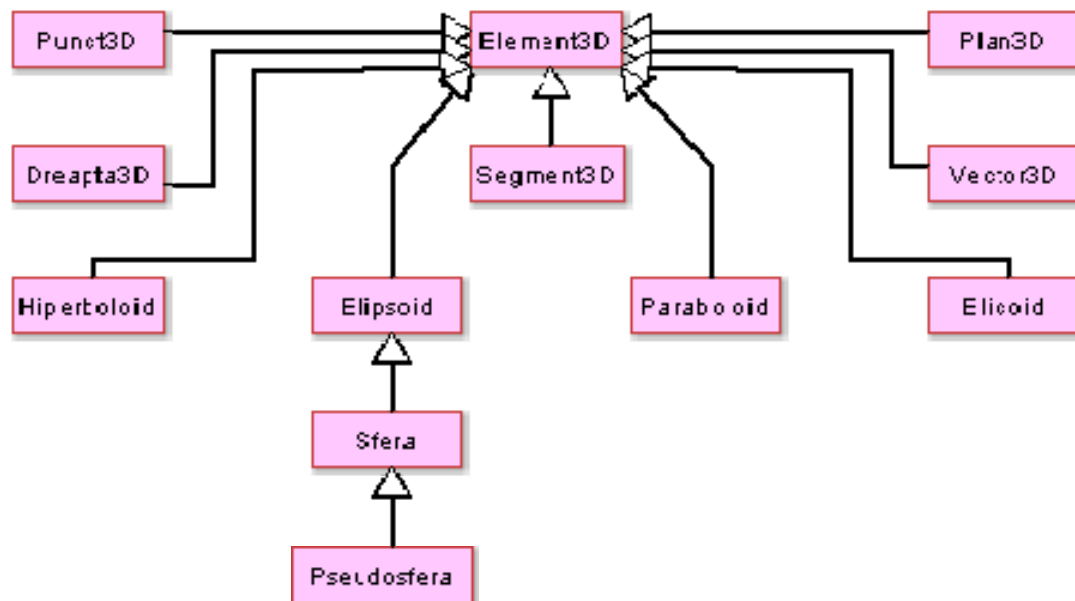 Punct3D
Element3D
Plan3D
Dreapta3D
Segment3D
Vector3D
Hiperboloid
Elipsoid
Paraboloid
Elicoid
Sfera
Pseudosfera